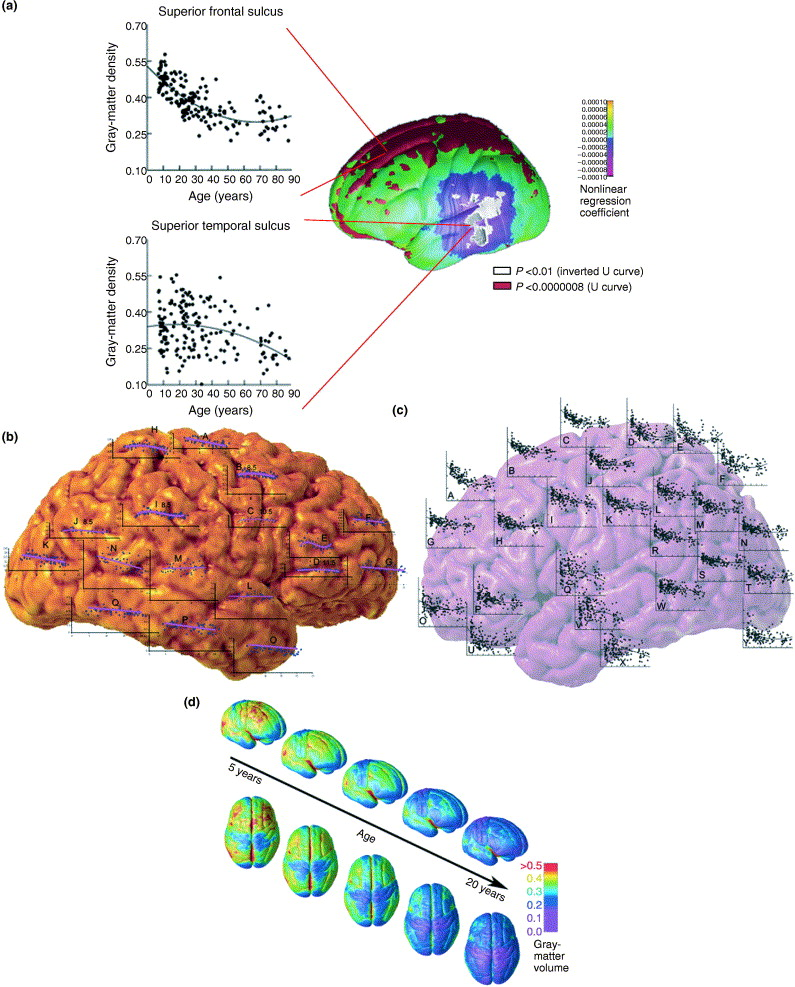 (a)
Superior frontal sulcus
0.70
0.55
0.40
0.25
0.10
Gray-matter density
0 10 20 30 40 50 60 70 80 90
Age (years)
Superior temporal sulcus
0.70
0.55
0.40
0.25
0.10
Gray-matter density
0 10 20 30 40 50 60 70 80 90
Age (years)
0.00010
0.00008
0.00006
0.00004
0.00002
0.00000
−0.00002
−0.00004
−0.00006
−0.00008
−0.00010
Nonlinear
regression
coefficient
P <0.01 (inverted U curve)
P <0.0000008 (U curve)
(b)
H
A
B
I
C
J 8.5
F
E
K
N
M
D
G
L
Q
P
O
(c)
C
D
E
B
J
F
A
L
I
K
M
G
H
N
R
S
Q
T
P
W
O
V
U
X
Y
(d)
5 years
Age
20 years
>0.5
0.4
0.3
0.2
0.1
0.0
Gray-
matter
volume